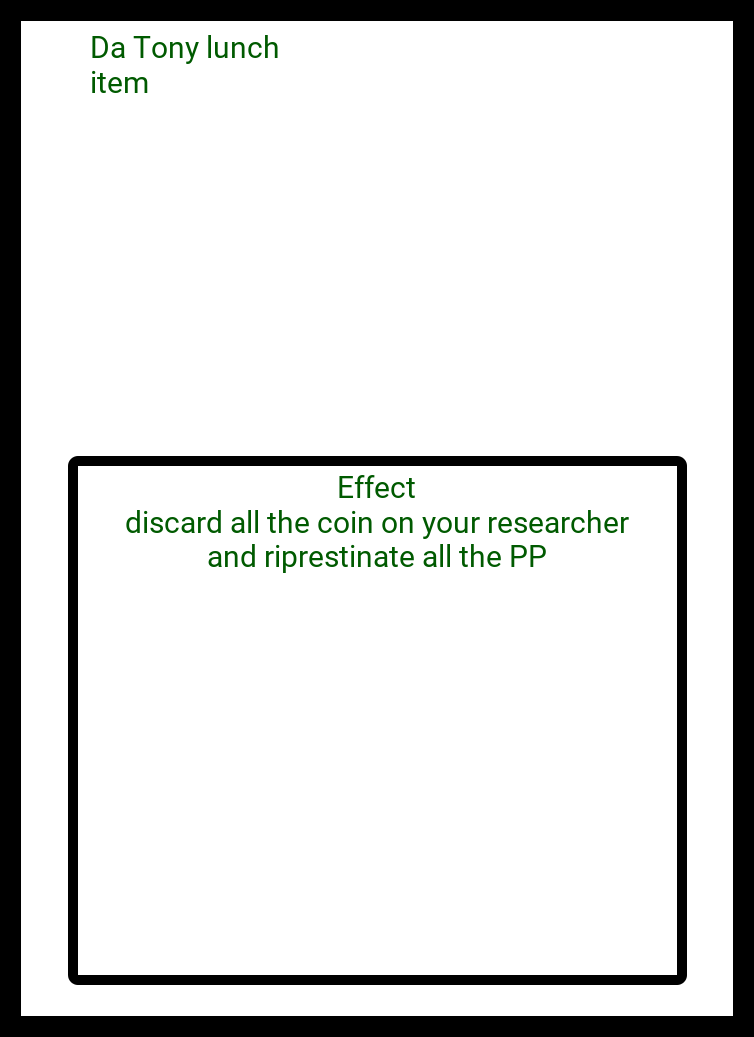 Da Tony lunch
item
Effect
discard all the coin on your researcher
and riprestinate all the PP